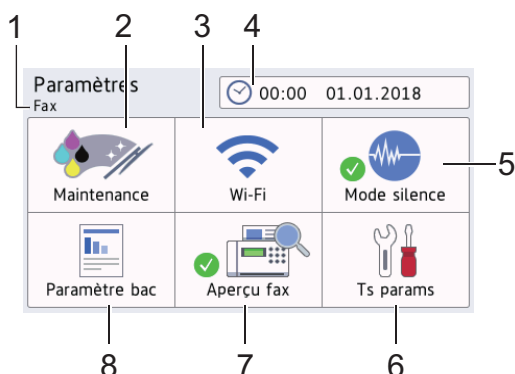 1 2 3 4
Paramètres
Fax
00:00 01.01.2018
Maintenance Wi-Fi Mode silence
5
Paramètre bac Aperçu fax Ts params
8 7 6